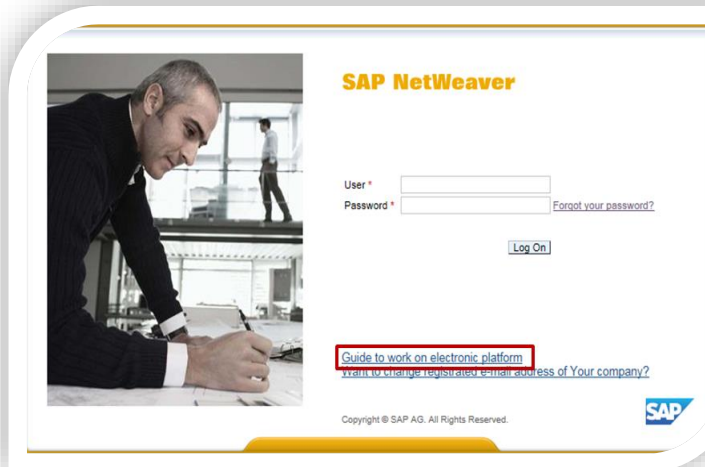 SAP NetWeaver
User *
Password *
Forgot your password?
Log On
Guide to work on electronic platform
Want to change registrated e-mail address of Your company?
Copyright © SAP AG. All Rights Reserved.
SAP